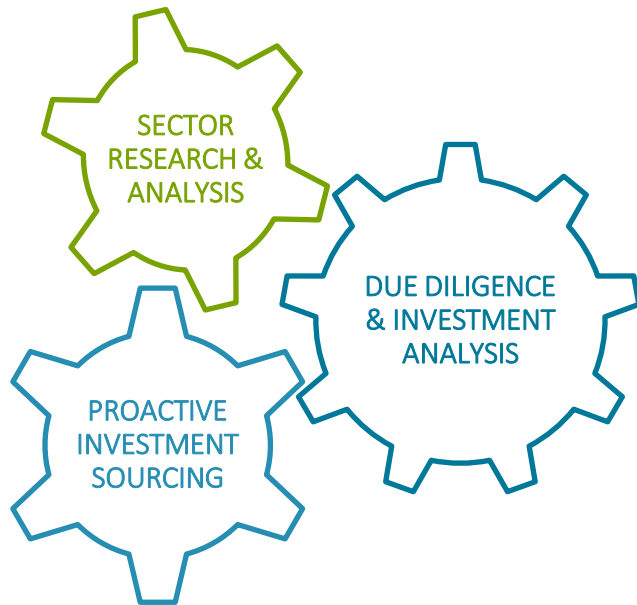 SECTOR
RESEARCH &
ANALYSIS
DUE DILIGENCE
& INVESTMENT
ANALYSIS
PROACTIVE
INVESTMENT
SOURCING